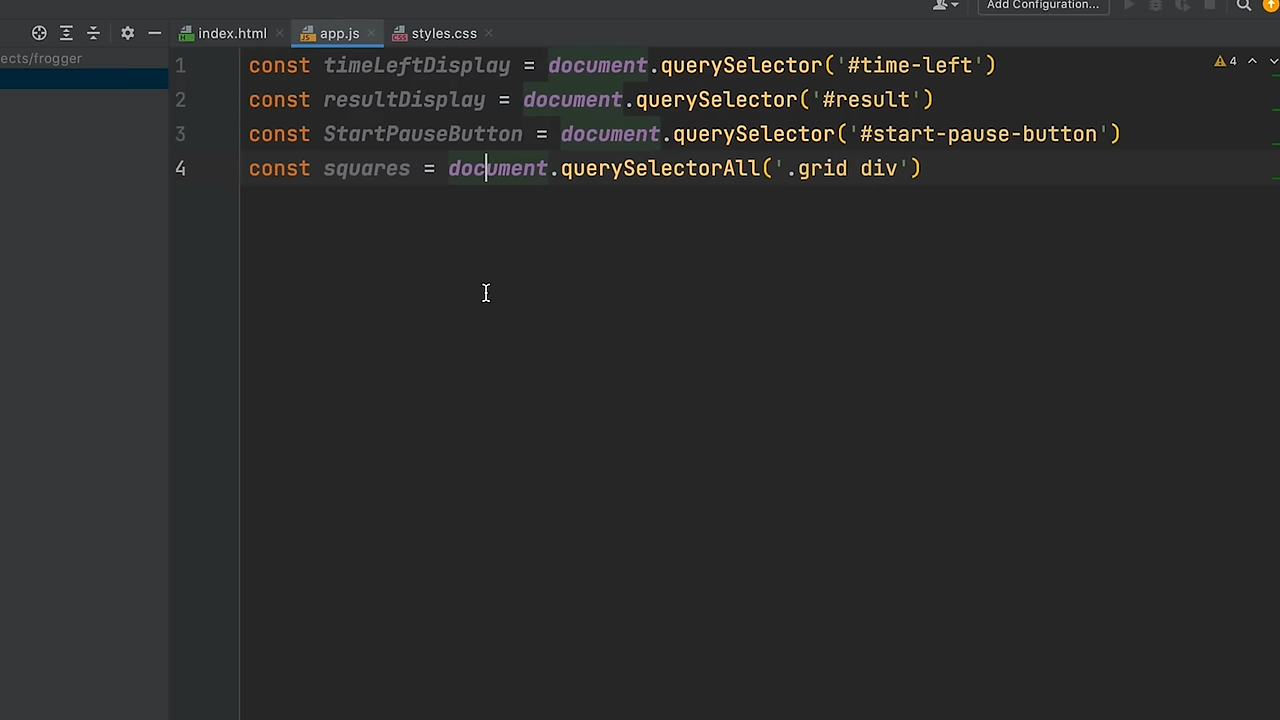 Add Configuration...
index.html
app.js
styles.css
ects/frogger
4
1 const timeLeftDisplay = document.querySelector('#time-left')
2 const resultDisplay = document.querySelector('#result')
3 const StartPauseButton = document.querySelector('#start-pause-button')
4 const squares = document.querySelectorAll('.grid div')